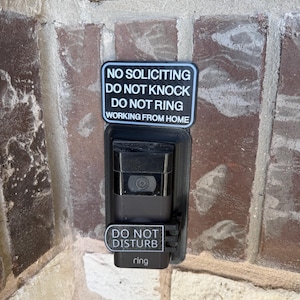 NO SOLICITING
DO NOT KNOCK
DO NOT RING
WORKING FROM HOME
DO NOT
DISTURB
ring